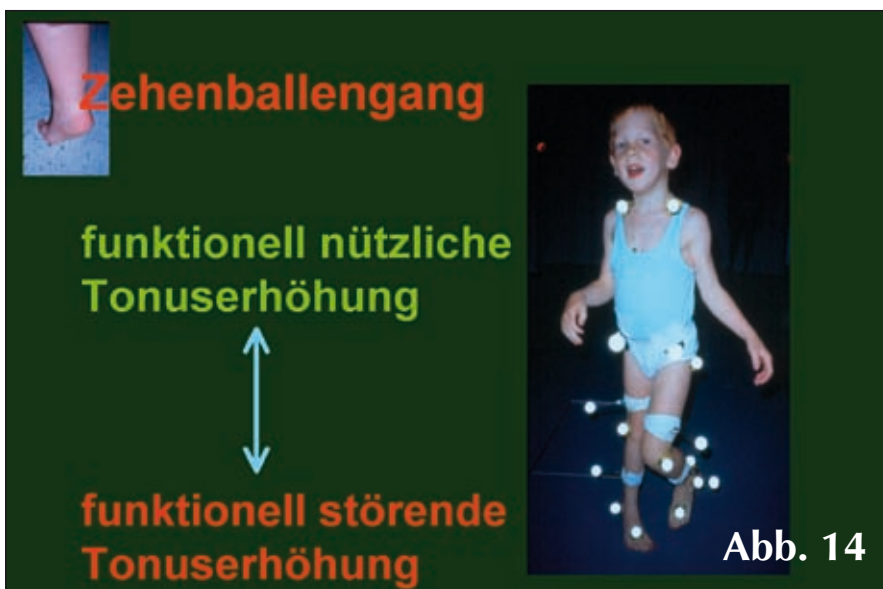 Zehenballengang
funktionell nützliche
Tonuserhöhung
funktionell störende
Tonuserhöhung
Abb. 14